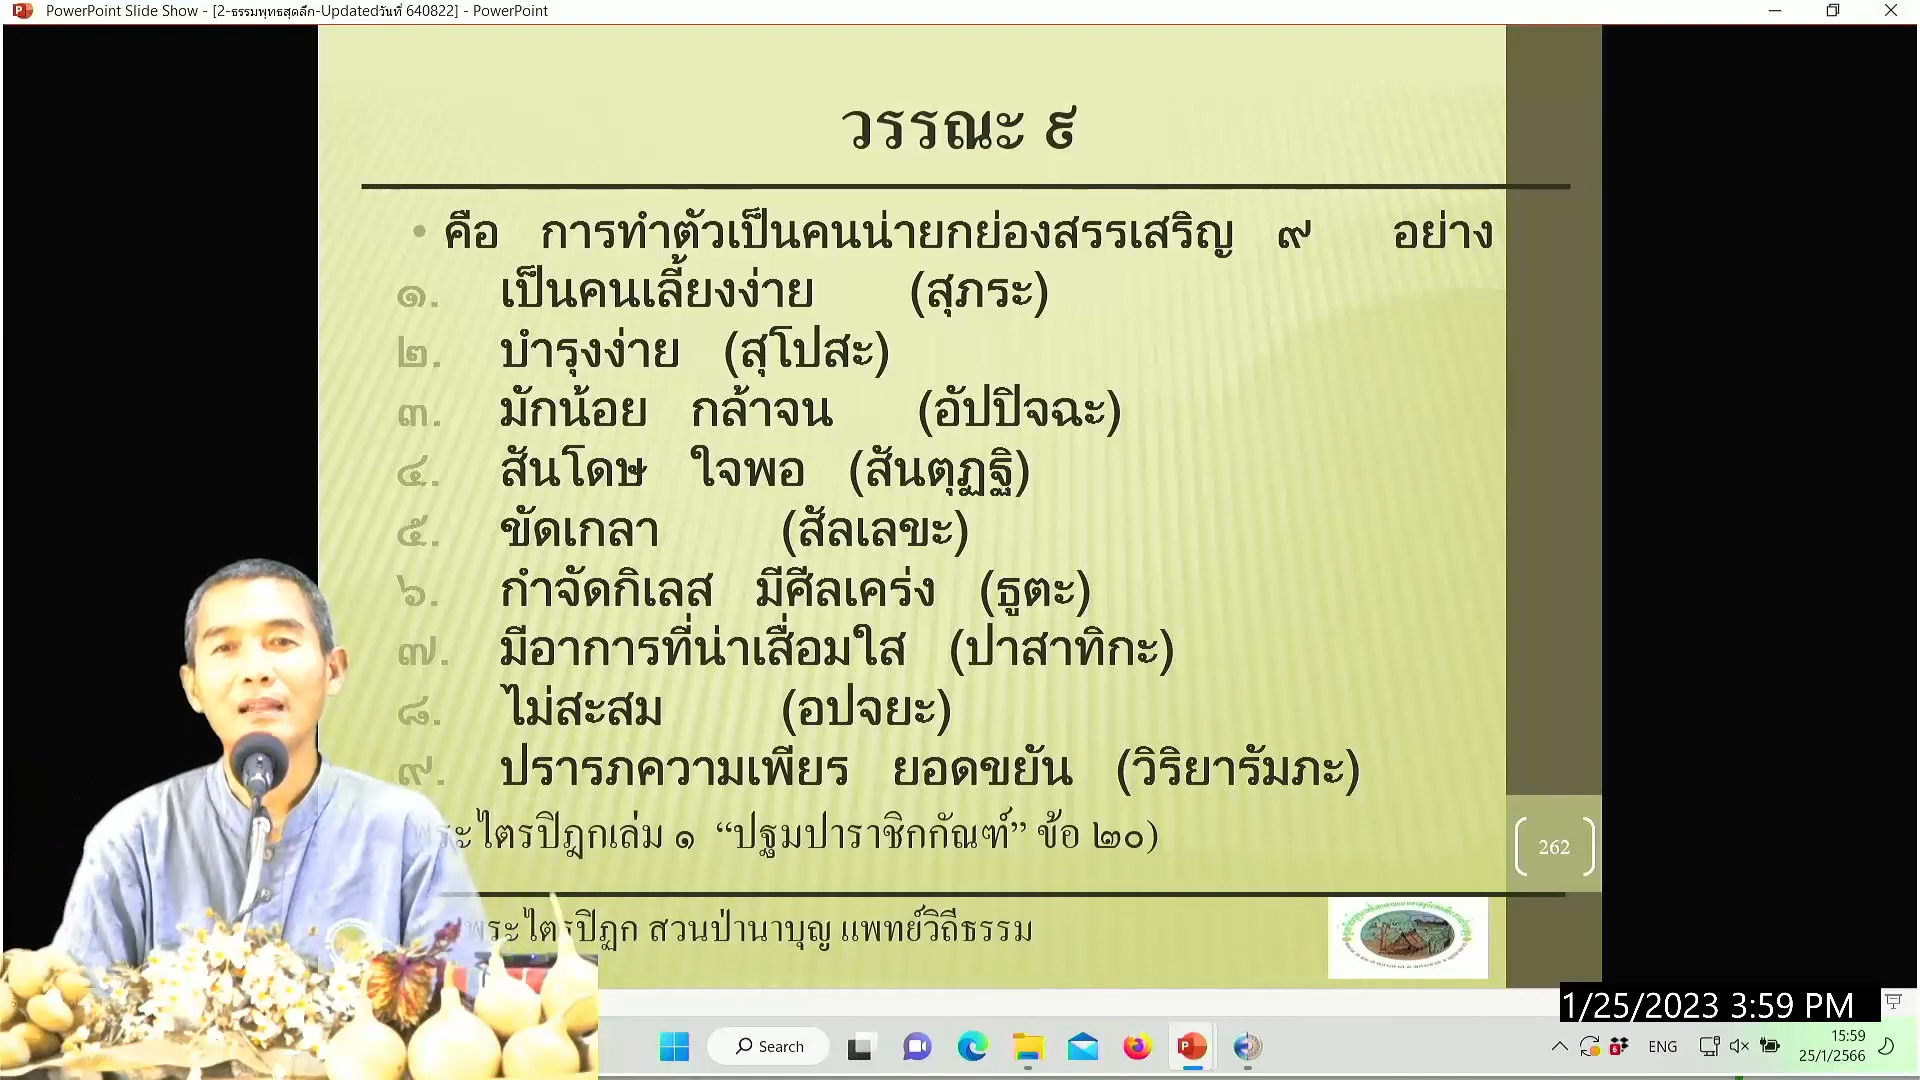 PowerPoint Slide Show - [2-ธรรมพุทธสุดลึก-Updatedวันที่ 640822] - PowerPoint
วรรณะ ๙
• คือ การทำตัวเป็นคนน่ายกย่องสรรเสริญ ๙ อย่าง
๑. เป็นคนเลี้ยงง่าย (สุภระ)
๒. บำรุงง่าย (สุโปสะ)
๓. มักน้อย กล้าจน (อัปปิจฉะ)
๔. สันโดษ ใจพอ (สันตุฏฐิ)
๕. ขัดเกลา (สัลเลขะ)
๖. กำจัดกิเลส มีศีลเคร่ง (ธูตะ)
๗. มีอาการที่น่าเสื่อมใส (ปาสาทิกะ)
๘. ไม่สะสม (อปจยะ)
๙. ปรารภความเพียร ยอดขยัน (วิริยารัมภะ)
พระไตรปิฎกเล่ม ๑ “ปฐมปาราชิกกัณฑ์” ข้อ ๒๐)
262
พระไตรปิฎก สวนป่านาบุญ แพทย์วิถีธรรม
1/25/2023 3:59 PM
Search
ENG
15:59
25/1/2566